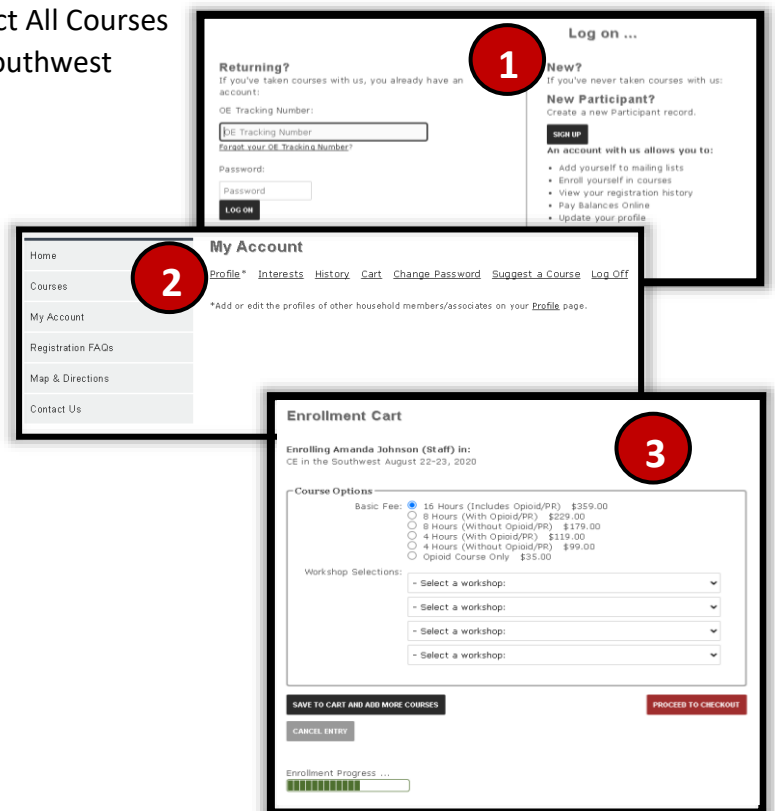 ct All Courses
outhwest
Log on ...
1
Returning?
If you've taken courses with us, you already have an
account:
OE Tracking Number:
OE Tracking Number
Forgot your OE Tracking Number?
Password:
Password
LOG ON
New?
If you've never taken courses with us:
New Participant?
Create a new Participant record.
SIGN UP
An account with us allows you to:
• Add yourself to mailing lists
• Enroll yourself in courses
• View your registration history
• Pay Balances Online
• Update your profile
Home
Courses
My Account
Registration FAQs
Map & Directions
Contact Us
2
My Account
Profile* Interests History Cart Change Password Suggest a Course Log Off
*Add or edit the profiles of other household members/associates on your Profile page.
Enrollment Cart
3
Enrolling Amanda Johnson (Staff) in:
CE in the Southwest August 22-23, 2020
Course Options
Basic Fee: 16 Hours (Includes Opioid/PR) $359.00
8 Hours (With Opioid/PR) $229.00
8 Hours (Without Opioid/PR) $179.00
4 Hours (With Opioid/PR) $119.00
4 Hours (Without Opioid/PR) $99.00
Opioid Course Only $35.00
Workshop Selections:
- Select a workshop:
- Select a workshop:
- Select a workshop:
- Select a workshop:
SAVE TO CART AND ADD MORE COURSES
PROCEED TO CHECKOUT
CANCEL ENTRY
Enrollment Progress ...